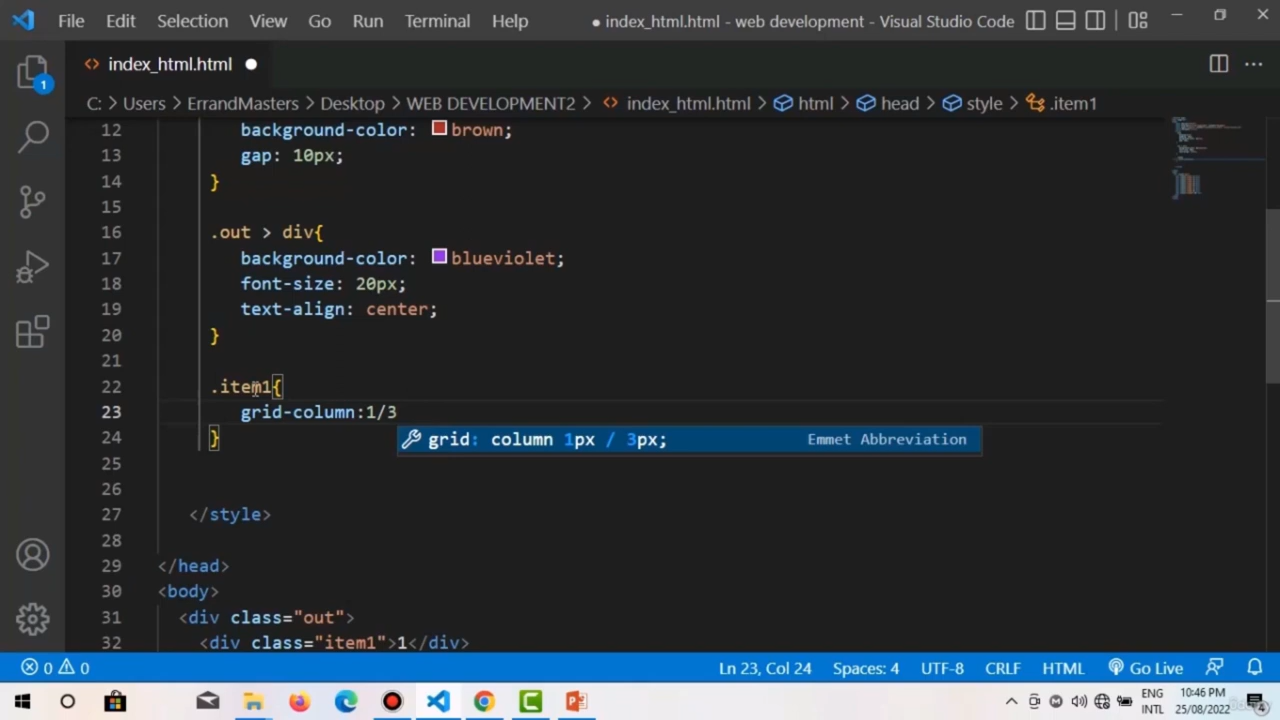 File Edit Selection View Go Run Terminal Help ● index_html.html - web development - Visual Studio Code
index_html.html
1
C: > Users > ErrandMasters > Desktop > WEB DEVELOPMENT2 > index_html.html > html > head > style > .item1
12 background-color: brown;
13 gap: 10px;
14 }
15
16 .out > div{
17 background-color: blueviolet;
18 font-size: 20px;
19 text-align: center;
20 }
21
22 .item1{
23 grid-column:1/3
24 }
grid: column 1px / 3px; Emmet Abbreviation
25
26
27 </style>
28
29 </head>
30 <body>
31 <div class="out">
32 <div class="item1">1</div>
0 0 Ln 23, Col 24 Spaces: 4 UTF-8 CRLF HTML Go Live
ENG 10:46 PM
INTL 25/08/2022 4